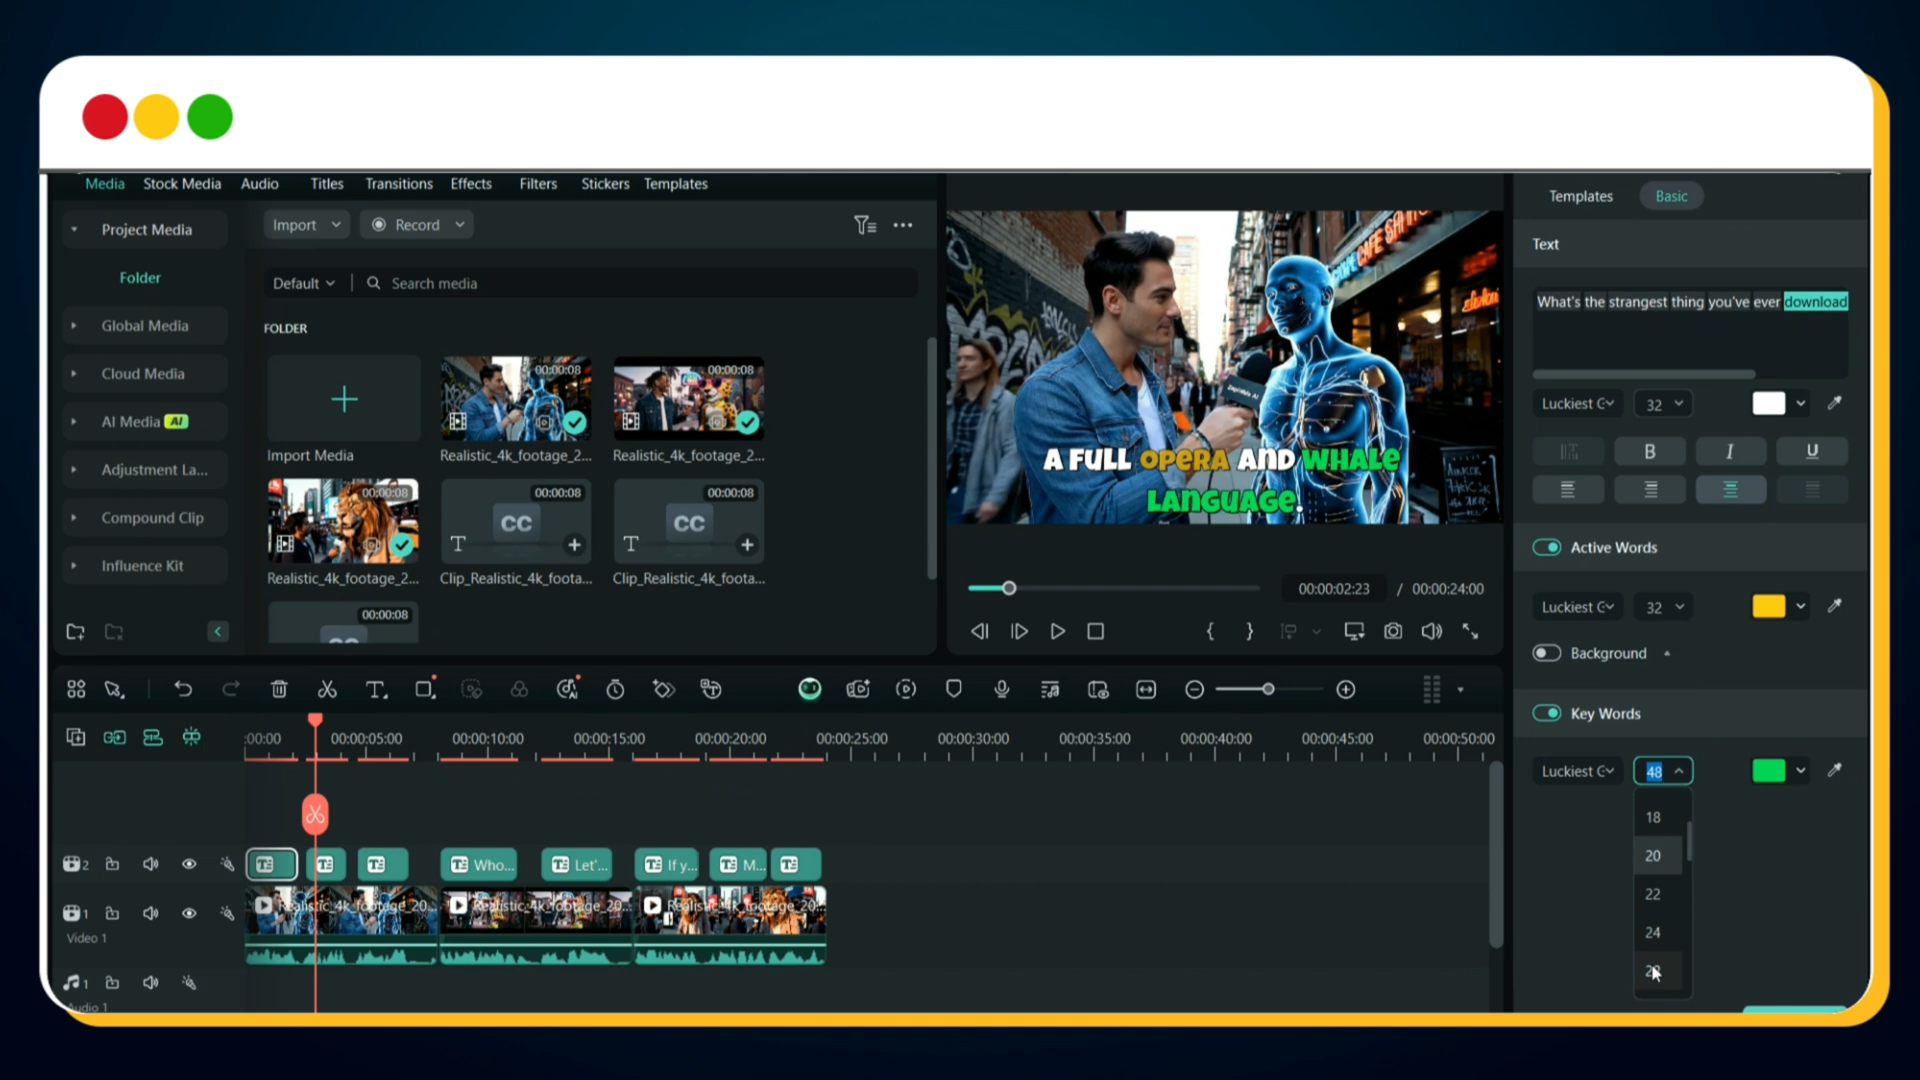 Media Stock Media Audio Titles Transitions Effects Filters Stickers Templates
Templates Basic
Project Media
Import Record
Text
Folder
Default Search media
What's the strangest thing you've ever download
Global Media
FOLDER
Cloud Media
00:00:08 00:00:08
Luckiest G 32
AI Media AI
Import Media Realistic_4k_footage_2... Realistic_4k_footage_2...
B I U
A FULL OPERA AND WHALE
LANGUAGE.
Adjustment La...
00:00:08 00:00:08 00:00:08
CC CC
T T
Compound Clip
Active Words
Influence Kit
Realistic_4k_footage_2... Clip_Realistic_4k_foota... Clip_Realistic_4k_foota...
00:00:02:23 / 00:00:24:00
Luckiest G 32
00:00:08
Background
Key Words
:00:00 00:00:05:00 00:00:10:00 00:00:15:00 00:00:20:00 00:00:25:00 00:00:30:00 00:00:35:00 00:00:40:00 00:00:45:00 00:00:50:00
Luckiest G 48
18
20
22
24
2 Who... Let'... If y... M...
1 Realistic_4k_footage_20... Realistic_4k_footage_20... Realistic_4k_footage_20...
Video 1
1
Audio 1